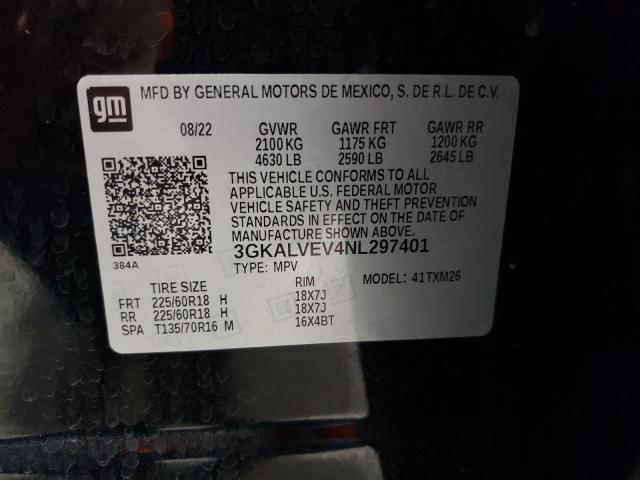 gm
MFD BY GENERAL MOTORS DE MEXICO, S. DE R.L. DE C.V.
08/22 GVWR GAWR FRT GAWR RR
2100 KG 1175 KG 1200 KG
4630 LB 2590 LB 2645 LB
THIS VEHICLE CONFORMS TO ALL
APPLICABLE U.S. FEDERAL MOTOR
VEHICLE SAFETY AND THEFT PREVENTION
STANDARDS IN EFFECT ON THE DATE OF
MANUFACTURE SHOWN ABOVE.
384A
3GKALVEV4NL297401
TYPE: MPV MODEL: 41TXM26
TIRE SIZE RIM
FRT 225/60R18 H 18X7J
RR 225/60R18 H 18X7J
SPA T135/70R16 M 16X4BT